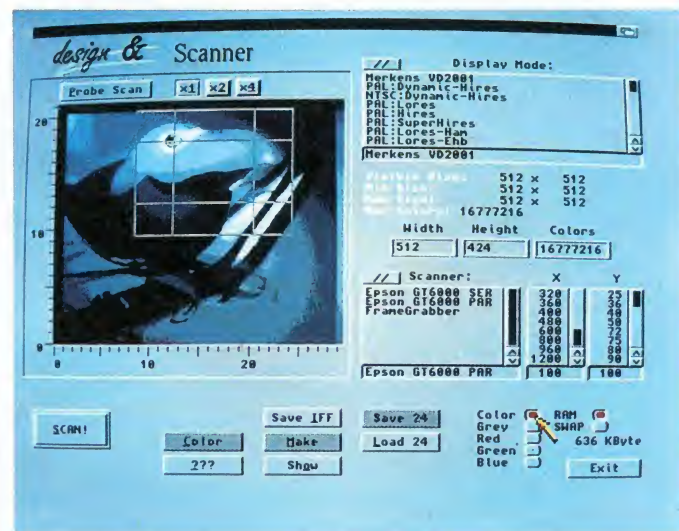 design & Scanner
Probe Scan x1 x2 x4
20
10
0
0 10 20
// Display Mode:
Merkens VD2001
PAL:Dynamic-Hires
NTSC:Dynamic-Hires
PAL:Lores
PAL:Hires
PAL:SuperHires
PAL:Lores-Ham
PAL:Lores-Ehb
Merkens VD2001
512 x 512
512 x 512
512 x 512
16777216
Width Height Colors
512 424 16777216
// Scanner: X Y
Epson GT6000 SER 320 25
Epson GT6000 PAR 360 36
FrameGrabber 400 40
480 50
600 72
800 75
960 80
1200 90
Epson GT6000 PAR 100 100
SCAN!
Save IFF Save 24
Color Make Load 24
??? Show
Color RAM
Grey SWAP
Red 636 KByte
Green
Blue Exit